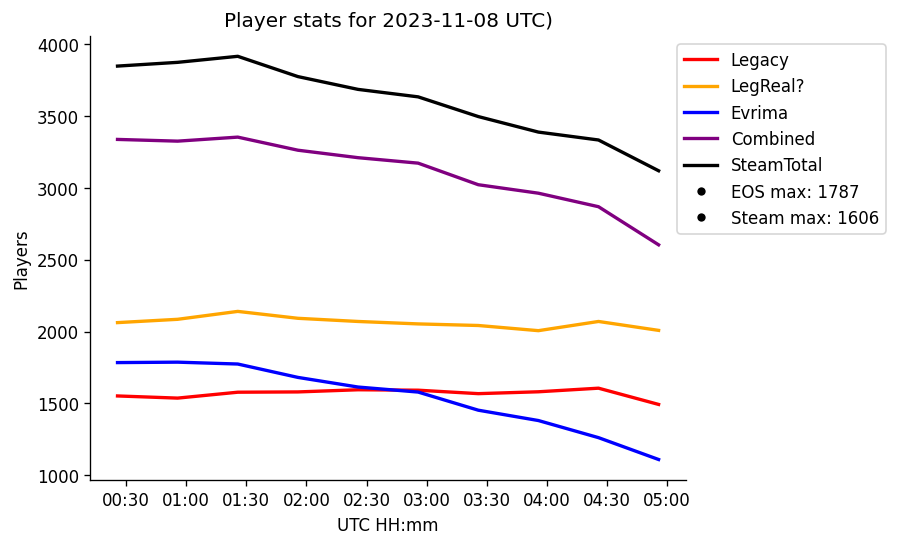 Player stats for 2023-11-08 UTC)
4000
3500
3000
2500
2000
1500
1000
Players
00:30 01:00 01:30 02:00 02:30 03:00 03:30 04:00 04:30 05:00
UTC HH:mm
Legacy
LegReal?
Evrima
Combined
SteamTotal
EOS max: 1787
Steam max: 1606